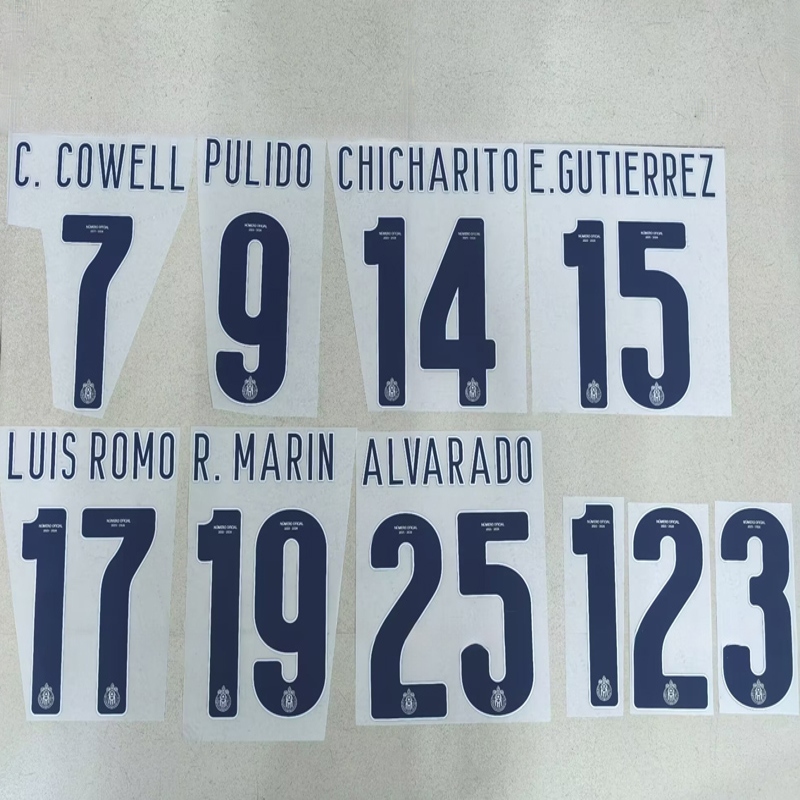 C. COWELL
7
PULIDO
9
CHICHARITO
14
E.GUTIERREZ
15
LUIS ROMO
17
R. MARIN
19
ALVARADO
25
1
2
3